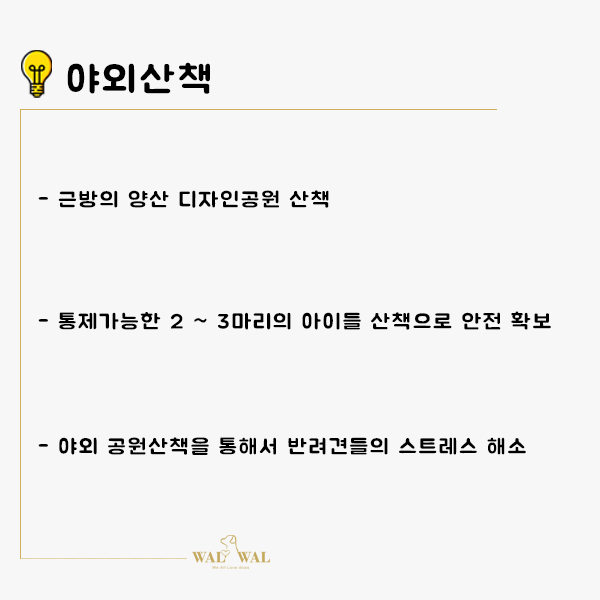 야외산책
- 근방의 양산 디자인공원 산책
- 통제가능한 2 ~ 3마리의 아이들 산책으로 안전 확보
- 야외 공원산책을 통해서 반려견들의 스트레스 해소
WAL WAL